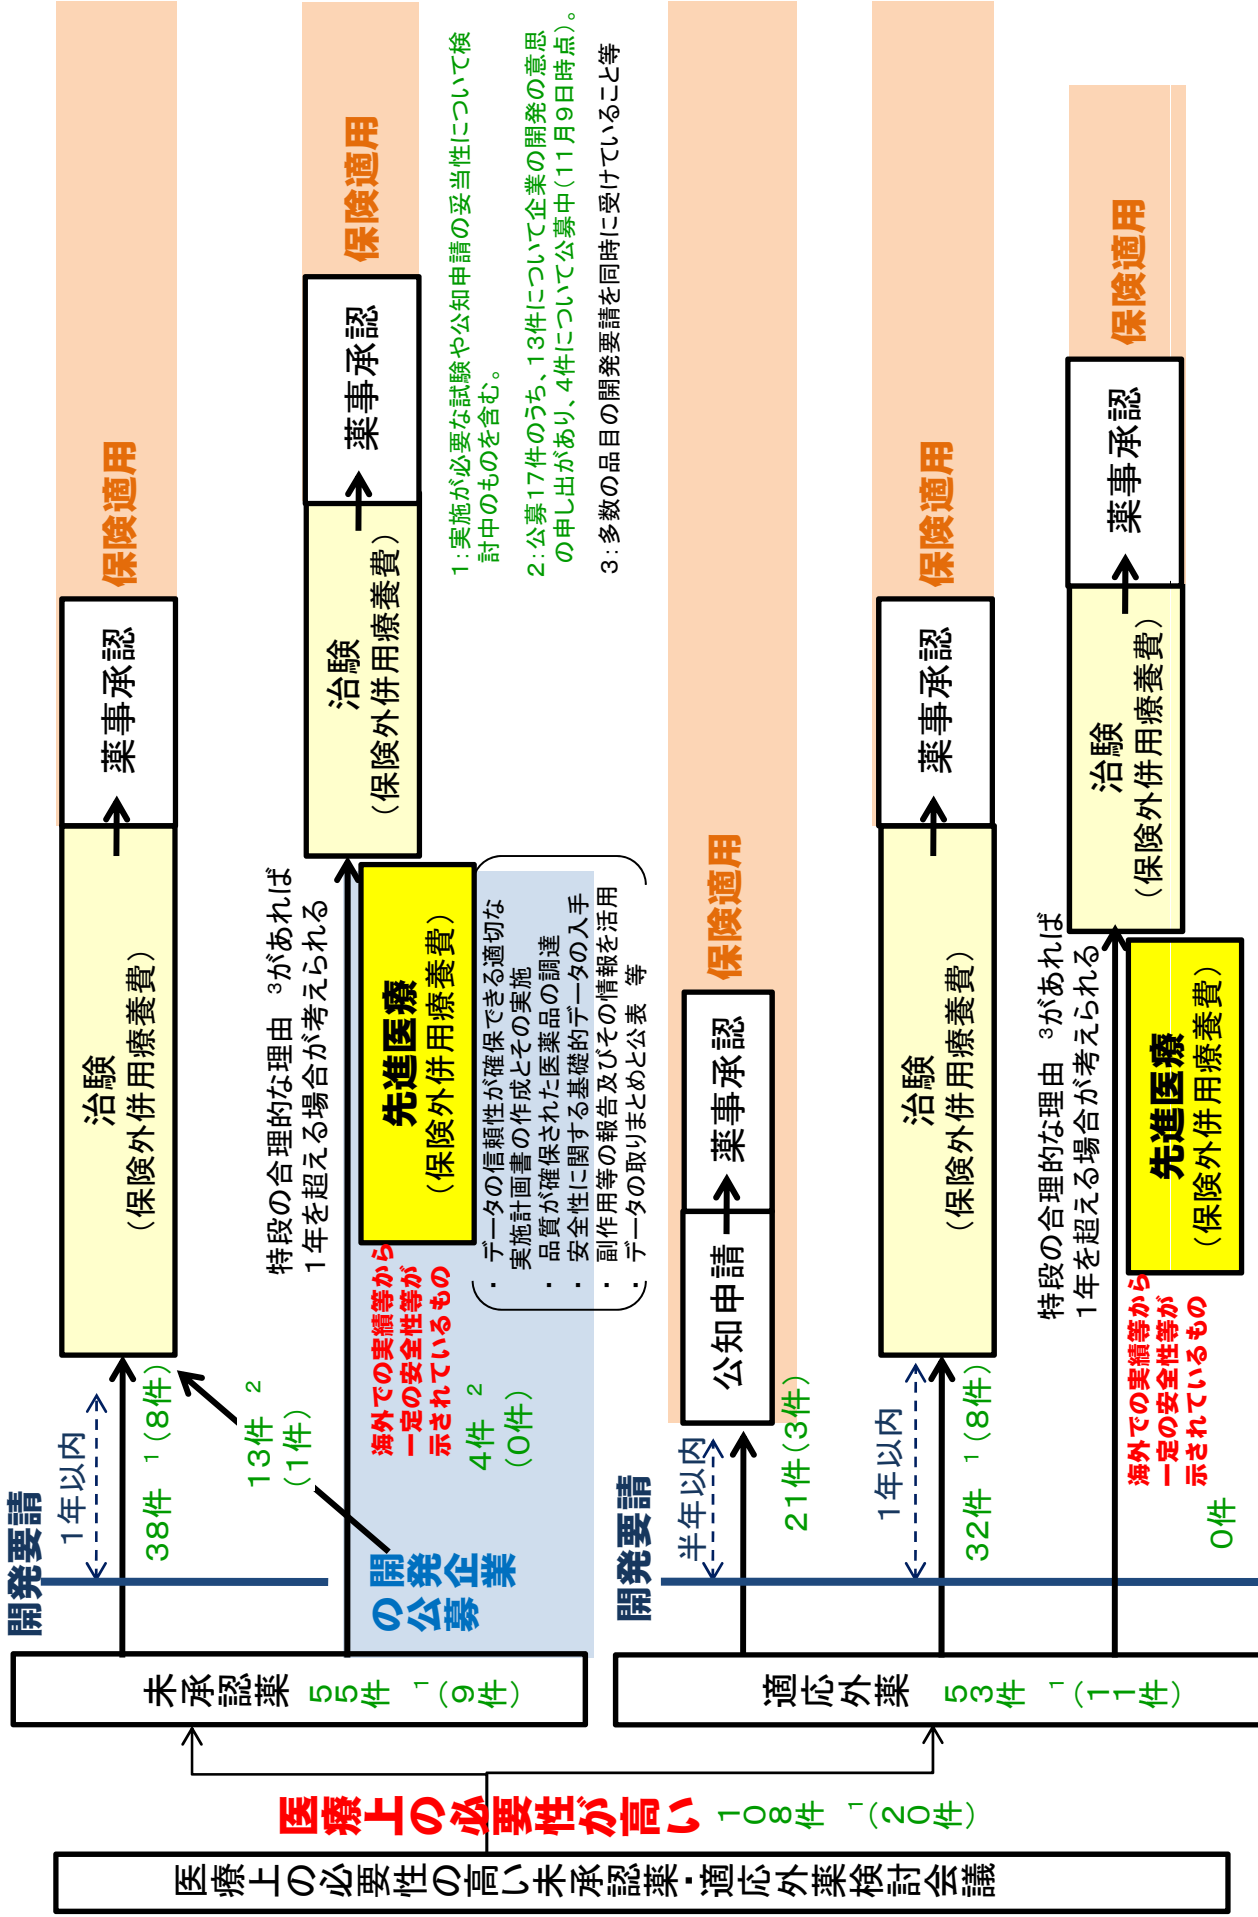 医療上の必要性の高い未承認薬・適応外薬検討会議
医療上の必要性が高い 108件 1(20件)
未承認薬 55件 1(9件)
開発要請
1年以内
38件 1(8件)
13件 2
(1件)
治験
(保険外併用療養費)
薬事承認
保険適用
開発企業
の公募
特段の合理的な理由 3があれば
1年を超える場合が考えられる
海外での実績等から
一定の安全性等が
示されているもの
4件 2
(0件)
先進医療
(保険外併用療養費)
・ データの信頼性が確保できる適切な
実施計画書の作成とその実施
・ 品質が確保された医薬品の調達
・ 安全性に関する基礎的データの入手
・ 副作用等の報告及びその情報を活用
・ データの取りまとめと公表 等
治験
(保険外併用療養費)
薬事承認
保険適用
1:実施が必要な試験や公知申請の妥当性について検
討中のものを含む。
2:公募17件のうち、13件について企業の開発の意思
の申し出があり、4件について公募中(11月9日時点)。
3:多数の品目の開発要請を同時に受けていること等
適応外薬 53件 1(11件)
開発要請
半年以内
21件(3件)
公知申請
薬事承認
保険適用
1年以内
32件 1(8件)
治験
(保険外併用療養費)
薬事承認
保険適用
特段の合理的な理由 3があれば
1年を超える場合が考えられる
海外での実績等から
一定の安全性等が
示されているもの
0件
先進医療
(保険外併用療養費)
治験
(保険外併用療養費)
薬事承認
保険適用